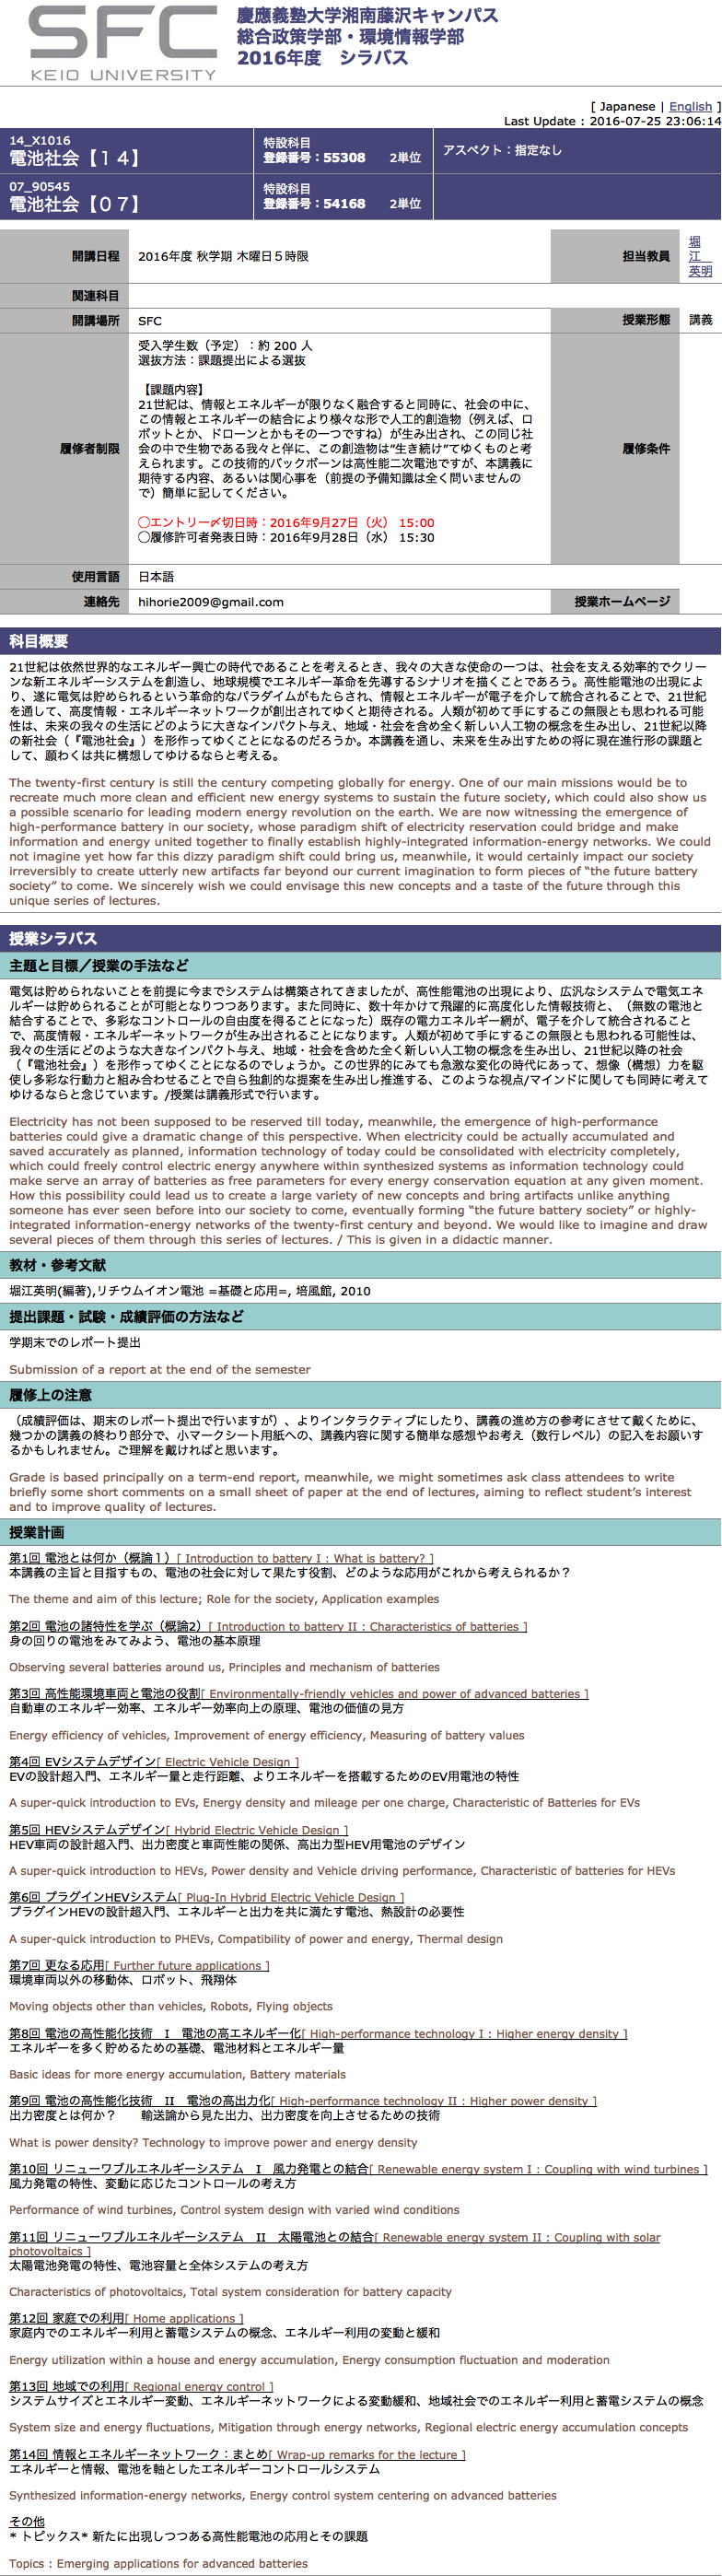 SFC
KEIO UNIVERSITY
慶應義塾大学湘南藤沢キャンパス
総合政策学部・環境情報学部
2016年度　シラバス
[ Japanese | English ]
Last Update : 2016-07-25 23:06:14
14_X1016
電池社会【１４】
特設科目
登録番号：55308　2単位
アスペクト：指定なし
07_90545
電池社会【０７】
特設科目
登録番号：54168　2単位
開講日程
2016年度 秋学期 木曜日５時限
担当教員
堀
江
英明
関連科目
開講場所
SFC
授業形態
講義
履修者制限
受入学生数（予定）：約 200 人
選抜方法：課題提出による選抜
【課題内容】
21世紀は、情報とエネルギーが限りなく融合すると同時に、社会の中に、
この情報とエネルギーの結合により様々な形で人工的創造物（例えば、ロ
ボットとか、ドローンとかもその一つですね）が生み出され、この同じ社
会の中で生物である我々と伴に、この創造物は”生き続け”てゆくものと考
えられます。この技術的バックボーンは高性能二次電池ですが、本講義に
期待する内容、あるいは関心事を（前提の予備知識は全く問いませんの
で）簡単に記してください。
◯エントリー〆切日時：2016年9月27日（火） 15:00
◯履修許可者発表日時：2016年9月28日（水） 15:30
履修条件
使用言語
日本語
連絡先
hihorie2009@gmail.com
授業ホームページ
科目概要
21世紀は依然世界的なエネルギー興亡の時代であることを考えるとき、我々の大きな使命の一つは、社会を支える効率的でクリー
ンな新エネルギーシステムを創造し、地球規模でエネルギー革命を先導するシナリオを描くことであろう。高性能電池の出現によ
り、遂に電気は貯められるという革命的なパラダイムがもたらされ、情報とエネルギーが電子を介して統合されることで、21世紀
を通して、高度情報・エネルギーネットワークが創出されてゆくと期待される。人類が初めて手にするこの無限とも思われる可能
性は、未来の我々の生活にどのように大きなインパクト与え、地域・社会を含め全く新しい人工物の概念を生み出し、21世紀以降
の新社会（『電池社会』）を形作ってゆくことになるのだろうか。本講義を通し、未来を生み出すための将に現在進行形の課題と
して、願わくは共に構想してゆけるならと考える。
The twenty-first century is still the century competing globally for energy. One of our main missions would be to
recreate much more clean and efficient new energy systems to sustain the future society, which could also show us
a possible scenario for leading modern energy revolution on the earth. We are now witnessing the emergence of
high-performance battery in our society, whose paradigm shift of electricity reservation could bridge and make
information and energy united together to finally establish highly-integrated information-energy networks. We could
not imagine yet how far this dizzy paradigm shift could bring us, meanwhile, it would certainly impact our society
irreversibly to create utterly new artifacts far beyond our current imagination to form pieces of “the future battery
society” to come. We sincerely wish we could envisage this new concepts and a taste of the future through this
unique series of lectures.
授業シラバス
主題と目標／授業の手法など
電気は貯められないことを前提に今までシステムは構築されてきましたが、高性能電池の出現により、広汎なシステムで電気エネ
ルギーは貯められることが可能となりつつあります。また同時に、数十年かけて飛躍的に高度化した情報技術と、（無数の電池と
結合することで、多彩なコントロールの自由度を得ることになった）既存の電力エネルギー網が、電子を介して統合されること
で、高度情報・エネルギーネットワークが生み出されることになります。人類が初めて手にするこの無限とも思われる可能性は、
我々の生活にどのような大きなインパクト与え、地域・社会を含めた全く新しい人工物の概念を生み出し、21世紀以降の社会
（『電池社会』）を形作ってゆくことになるのでしょうか。この世界的にみても急激な変化の時代にあって、想像（構想）力を駆
使し多彩な行動力と組み合わせることで自ら独創的な提案を生み出し推進する、このような視点/マインドに関しても同時に考えて
ゆけるならと念じています。/授業は講義形式で行います。
Electricity has not been supposed to be reserved till today, meanwhile, the emergence of high-performance
batteries could give a dramatic change of this perspective. When electricity could be actually accumulated and
saved accurately as planned, information technology of today could be consolidated with electricity completely,
which could freely control electric energy anywhere within synthesized systems as information technology could
make serve an array of batteries as free parameters for every energy conservation equation at any given moment.
How this possibility could lead us to create a large variety of new concepts and bring artifacts unlike anything
someone has ever seen before into our society to come, eventually forming “the future battery society” or highly-
integrated information-energy networks of the twenty-first century and beyond. We would like to imagine and draw
several pieces of them through this series of lectures. / This is given in a didactic manner.
教材・参考文献
堀江英明(編著),リチウムイオン電池 =基礎と応用=, 培風館, 2010
提出課題・試験・成績評価の方法など
学期末でのレポート提出
Submission of a report at the end of the semester
履修上の注意
（成績評価は、期末のレポート提出で行いますが）、よりインタラクティブにしたり、講義の進め方の参考にさせて戴くために、
幾つかの講義の終わり部分で、小マークシート用紙への、講義内容に関する簡単な感想やお考え（数行レベル）の記入をお願いす
るかもしれません。ご理解を戴ければと思います。
Grade is based principally on a term-end report, meanwhile, we might sometimes ask class attendees to write
briefly some short comments on a small sheet of paper at the end of lectures, aiming to reflect student’s interest
and to improve quality of lectures.
授業計画
第1回 電池とは何か（概論１）[ Introduction to battery I : What is battery? ]
本講義の主旨と目指すもの、電池の社会に対して果たす役割、どのような応用がこれから考えられるか？
The theme and aim of this lecture; Role for the society, Application examples
第2回 電池の諸特性を学ぶ（概論2）[ Introduction to battery II : Characteristics of batteries ]
身の回りの電池をみてみよう、電池の基本原理
Observing several batteries around us, Principles and mechanism of batteries
第3回 高性能環境車両と電池の役割[ Environmentally-friendly vehicles and power of advanced batteries ]
自動車のエネルギー効率、エネルギー効率向上の原理、電池の価値の見方
Energy efficiency of vehicles, Improvement of energy efficiency, Measuring of battery values
第4回 EVシステムデザイン[ Electric Vehicle Design ]
EVの設計超入門、エネルギー量と走行距離、よりエネルギーを搭載するためのEV用電池の特性
A super-quick introduction to EVs, Energy density and mileage per one charge, Characteristic of Batteries for EVs
第5回 HEVシステムデザイン[ Hybrid Electric Vehicle Design ]
HEV車両の設計超入門、出力密度と車両性能の関係、高出力型HEV用電池のデザイン
A super-quick introduction to HEVs, Power density and Vehicle driving performance, Characteristic of batteries for HEVs
第6回 プラグインHEVシステム[ Plug-In Hybrid Electric Vehicle Design ]
プラグインHEVの設計超入門、エネルギーと出力を共に満たす電池、熱設計の必要性
A super-quick introduction to PHEVs, Compatibility of power and energy, Thermal design
第7回 更なる応用[ Further future applications ]
環境車両以外の移動体、ロボット、飛翔体
Moving objects other than vehicles, Robots, Flying objects
第8回 電池の高性能化技術　I　電池の高エネルギー化[ High-performance technology I : Higher energy density ]
エネルギーを多く貯めるための基礎、電池材料とエネルギー量
Basic ideas for more energy accumulation, Battery materials
第9回 電池の高性能化技術　II　電池の高出力化[ High-performance technology II : Higher power density ]
出力密度とは何か？　　輸送論から見た出力、出力密度を向上させるための技術
What is power density? Technology to improve power and energy density
第10回 リニューワブルエネルギーシステム　I　風力発電との結合[ Renewable energy system I : Coupling with wind turbines ]
風力発電の特性、変動に応じたコントロールの考え方
Performance of wind turbines, Control system design with varied wind conditions
第11回 リニューワブルエネルギーシステム　II　太陽電池との結合[ Renewable energy system II : Coupling with solar
photovoltaics ]
太陽電池発電の特性、電池容量と全体システムの考え方
Characteristics of photovoltaics, Total system consideration for battery capacity
第12回 家庭での利用[ Home applications ]
家庭内でのエネルギー利用と蓄電システムの概念、エネルギー利用の変動と緩和
Energy utilization within a house and energy accumulation, Energy consumption fluctuation and moderation
第13回 地域での利用[ Regional energy control ]
システムサイズとエネルギー変動、エネルギーネットワークによる変動緩和、地域社会でのエネルギー利用と蓄電システムの概念
System size and energy fluctuations, Mitigation through energy networks, Regional electric energy accumulation concepts
第14回 情報とエネルギーネットワーク：まとめ[ Wrap-up remarks for the lecture ]
エネルギーと情報、電池を軸としたエネルギーコントロールシステム
Synthesized information-energy networks, Energy control system centering on advanced batteries
その他
* トピックス* 新たに出現しつつある高性能電池の応用とその課題
Topics : Emerging applications for advanced batteries